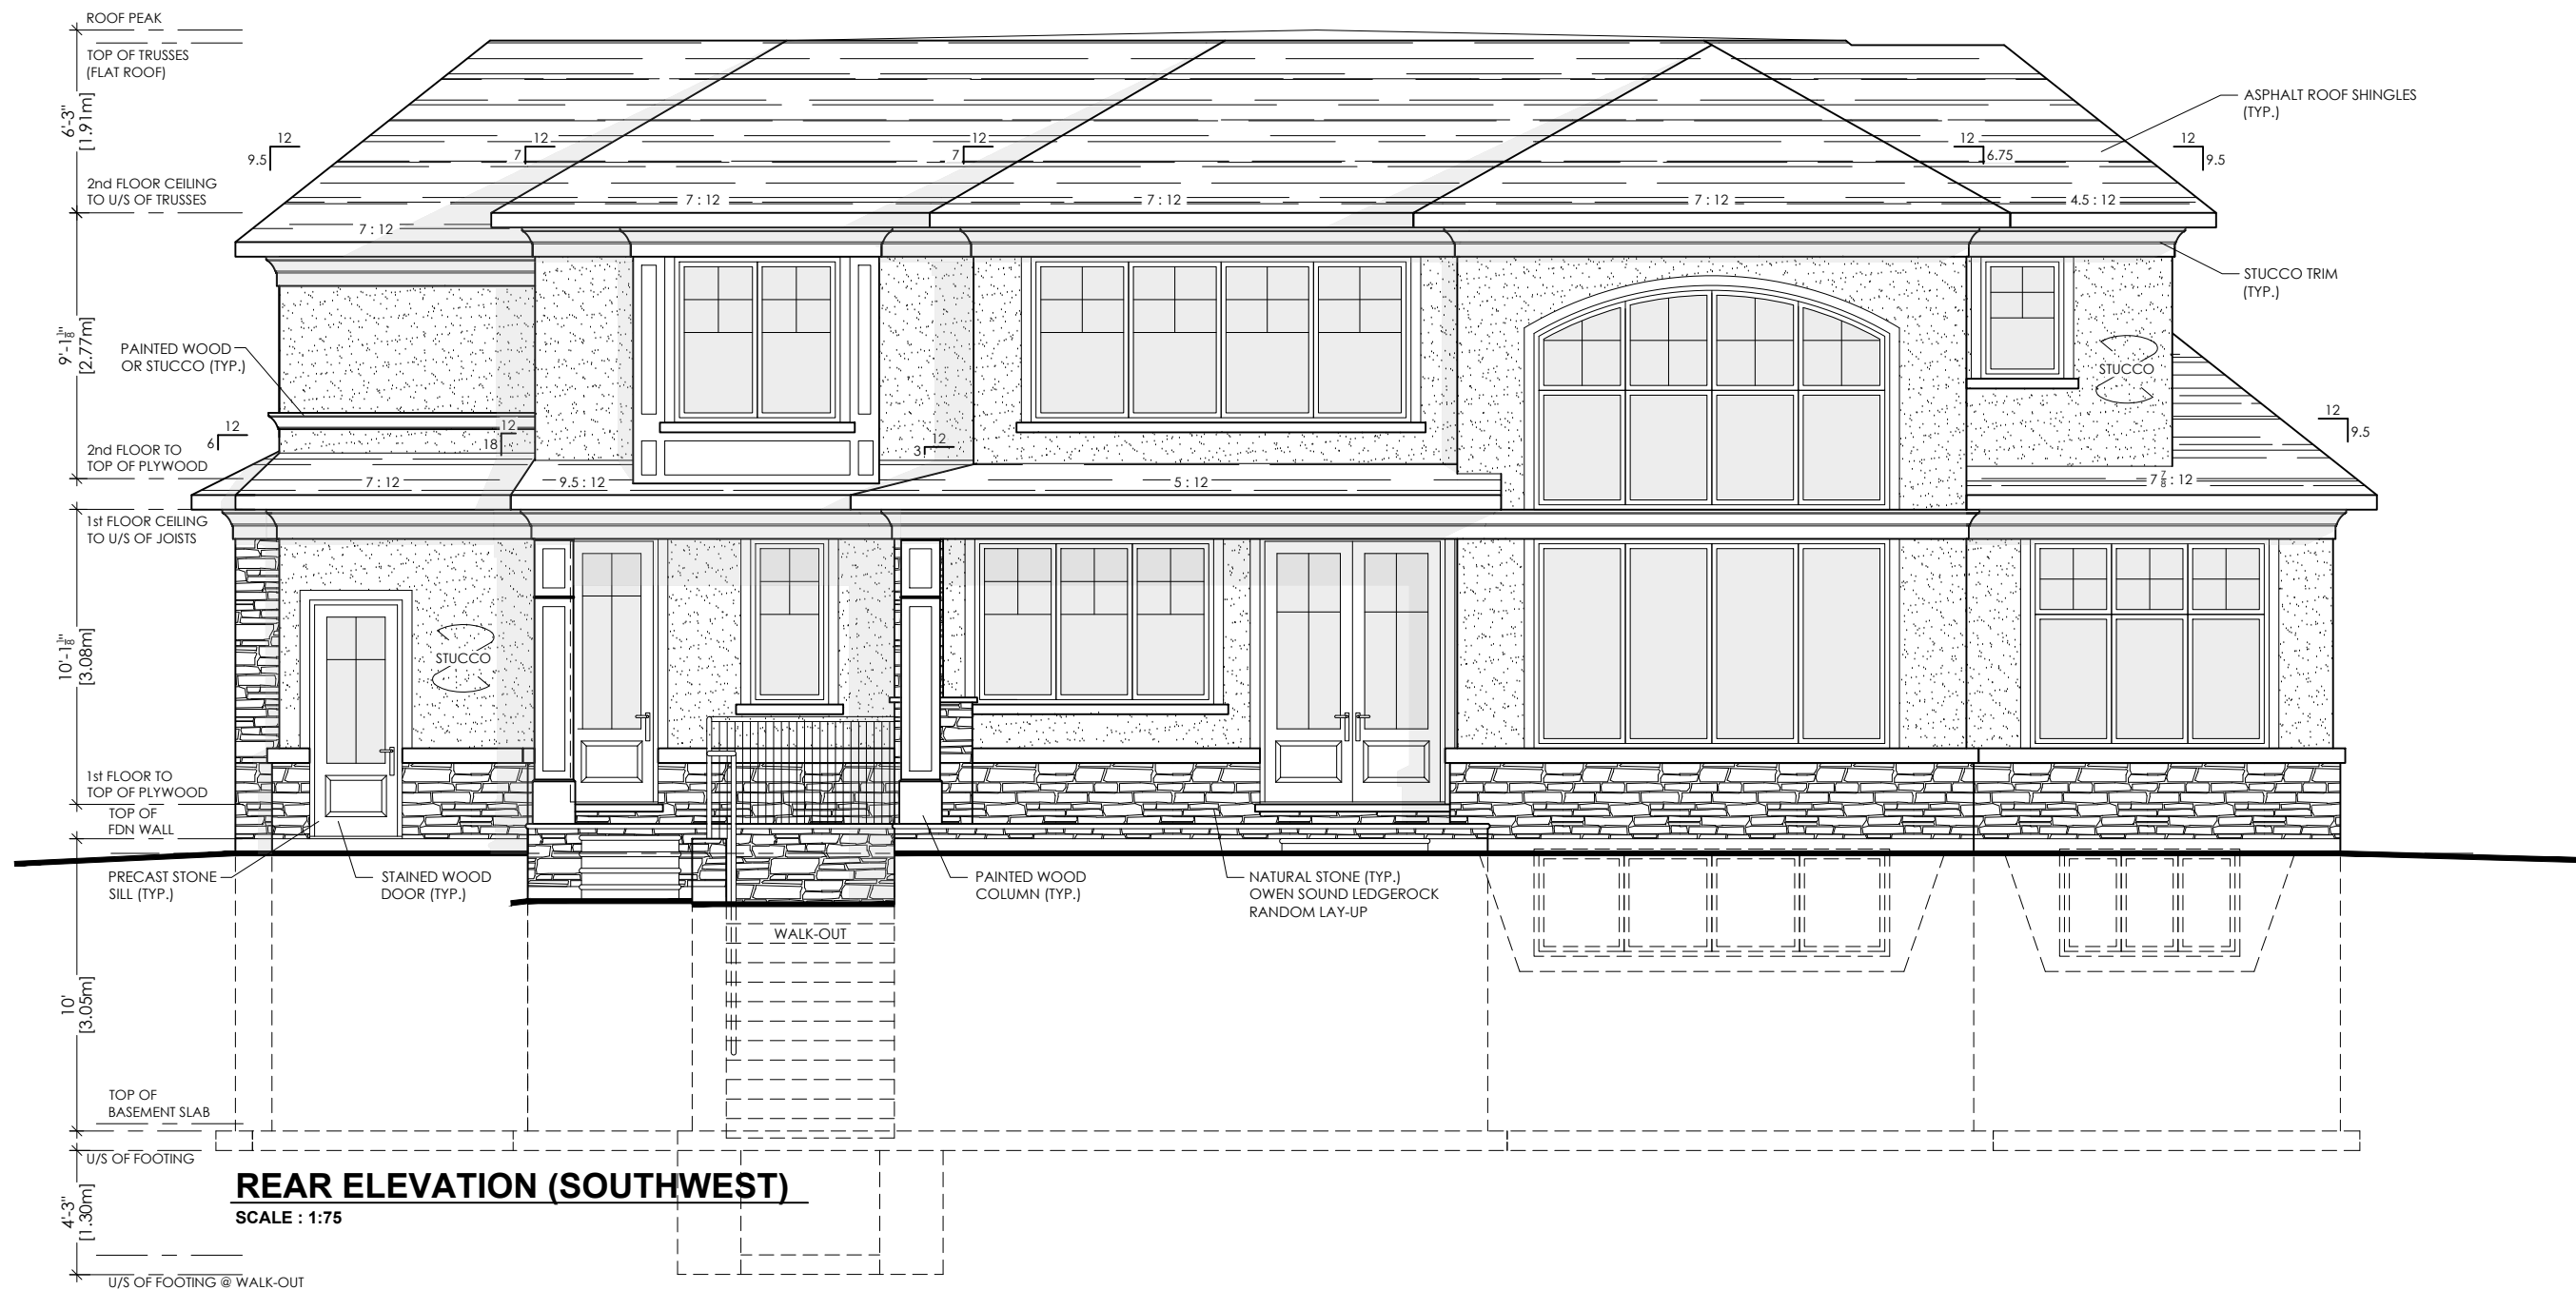 ROOF PEAK
TOP OF TRUSSES
(FLAT ROOF)
6'-3"
[1.91m]
ASPHALT ROOF SHINGLES
(TYP.)
12
9.5
12
7
12
7
12
6.75
12
9.5
2nd FLOOR CEILING
TO U/S OF TRUSSES
7 : 12
7 : 12
7 : 12
7 : 12
4.5 : 12
STUCCO TRIM
(TYP.)
9'-1 1/8"
[2.77m]
PAINTED WOOD
OR STUCCO (TYP.)
STUCCO
12
6
12
18
12
3
12
9.5
2nd FLOOR TO
TOP OF PLYWOOD
7 : 12
9.5 : 12
5 : 12
7 7/8 : 12
1st FLOOR CEILING
TO U/S OF JOISTS
10'-1 1/8"
[3.08m]
STUCCO
1st FLOOR TO
TOP OF PLYWOOD
TOP OF
FDN WALL
PRECAST STONE
SILL (TYP.)
STAINED WOOD
DOOR (TYP.)
PAINTED WOOD
COLUMN (TYP.)
NATURAL STONE (TYP.)
OWEN SOUND LEDGEROCK
RANDOM LAY-UP
WALK-OUT
10'
[3.05m]
TOP OF
BASEMENT SLAB
U/S OF FOOTING
REAR ELEVATION (SOUTHWEST)
SCALE : 1:75
4'-3"
[1.30m]
U/S OF FOOTING @ WALK-OUT